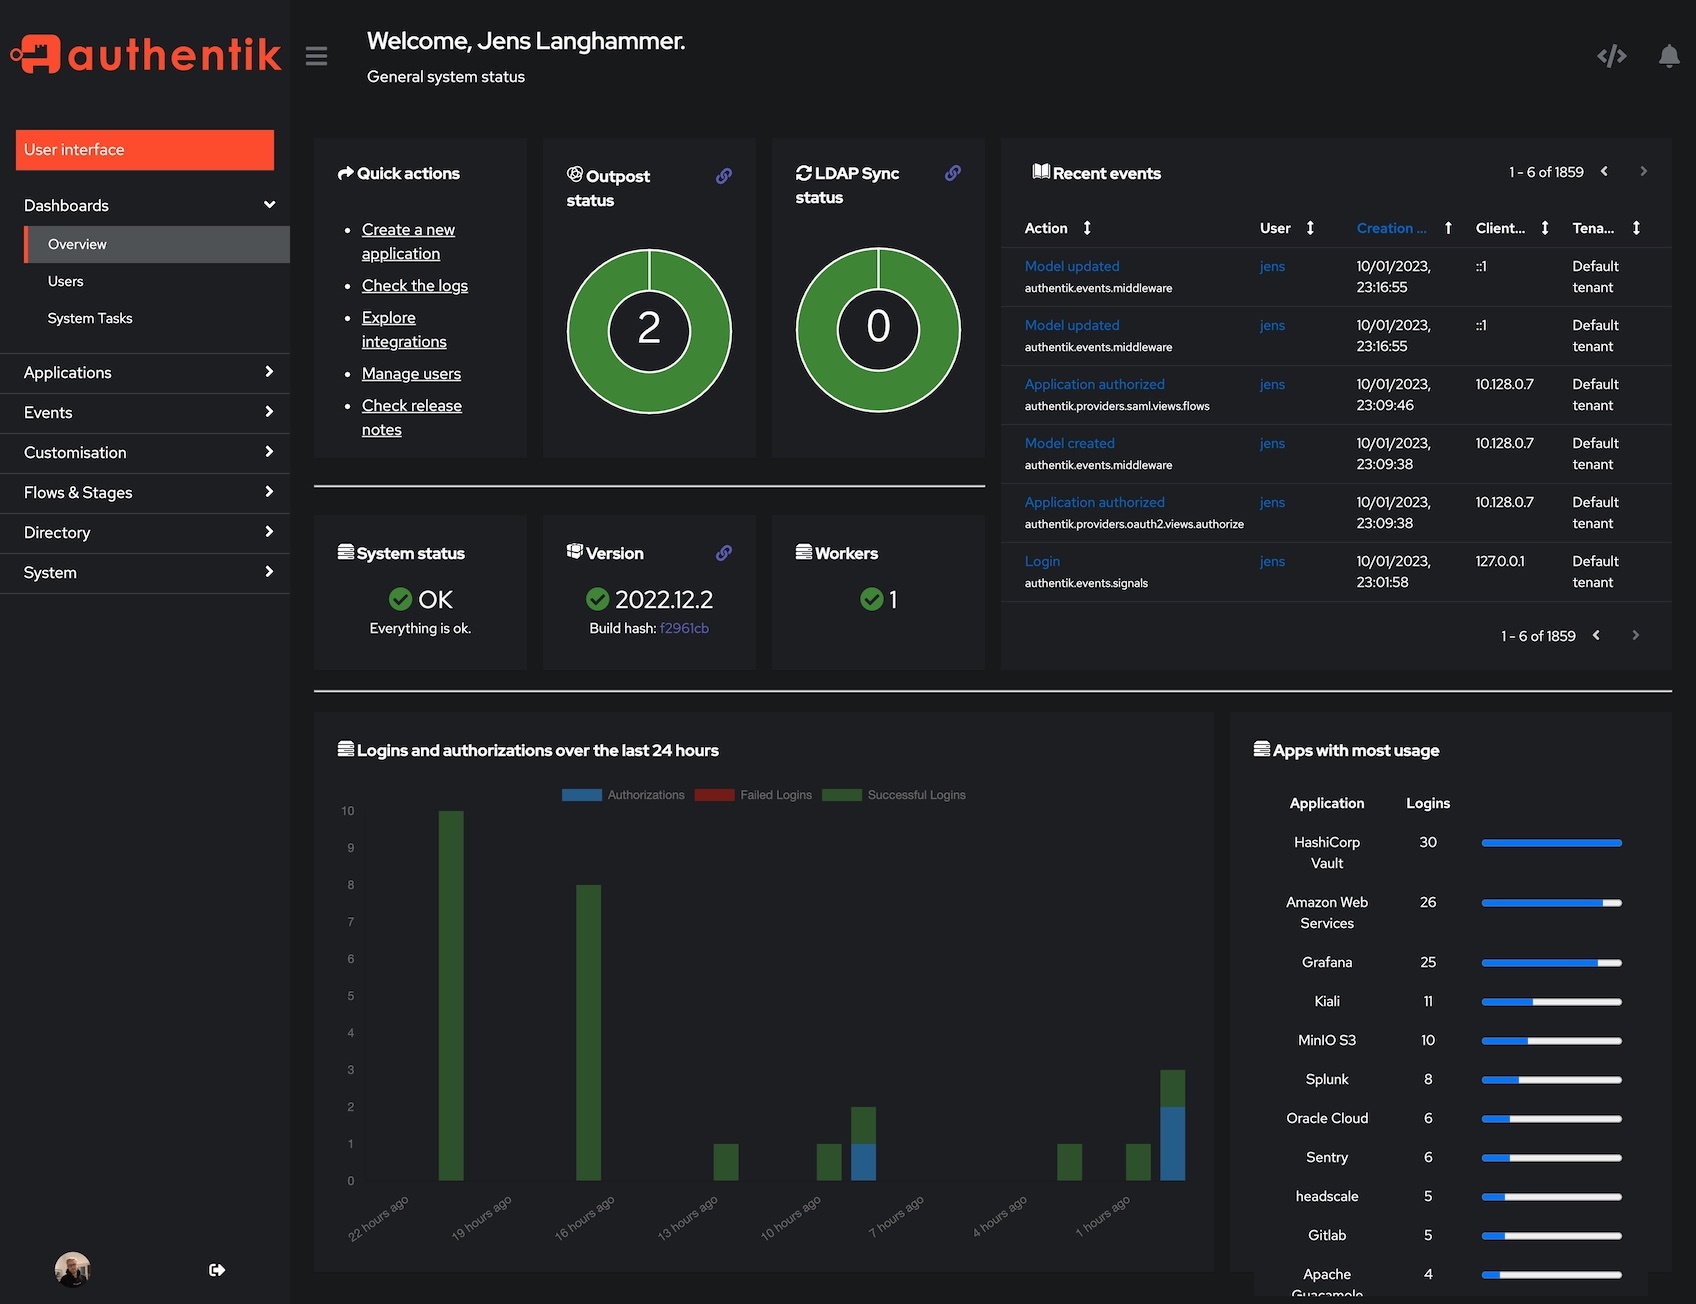 authentik
Welcome, Jens Langhammer.
General system status
User interface
Dashboards
Overview
Users
System Tasks
Applications
Events
Customisation
Flows & Stages
Directory
System
Quick actions
Create a new
application
Check the logs
Explore
integrations
Manage users
Check release
notes
Outpost
status
2
LDAP Sync
status
0
Recent events
1 - 6 of 1859
Action User Creation ... Client... Tena...
Model updated jens 10/01/2023, ::1 Default
authentik.events.middleware 23:16:55 tenant
Model updated jens 10/01/2023, ::1 Default
authentik.events.middleware 23:16:55 tenant
Application authorized jens 10/01/2023, 10.128.0.7 Default
authentik.providers.saml.views.flows 23:09:46 tenant
Model created jens 10/01/2023, 10.128.0.7 Default
authentik.events.middleware 23:09:38 tenant
Application authorized jens 10/01/2023, 10.128.0.7 Default
authentik.providers.oauth2.views.authorize 23:09:38 tenant
Login jens 10/01/2023, 127.0.0.1 Default
authentik.events.signals 23:01:58 tenant
1 - 6 of 1859
System status
OK
Everything is ok.
Version
2022.12.2
Build hash: f2961cb
Workers
1
Logins and authorizations over the last 24 hours
Authorizations Failed Logins Successful Logins
10
9
8
7
6
5
4
3
2
1
0
22 hours ago 19 hours ago 16 hours ago 13 hours ago 10 hours ago 7 hours ago 4 hours ago 1 hours ago
Apps with most usage
Application Logins
HashiCorp 30
Vault
Amazon Web 26
Services
Grafana 25
Kiali 11
MinIO S3 10
Splunk 8
Oracle Cloud 6
Sentry 6
headscale 5
Gitlab 5
Apache 4
Guacamole